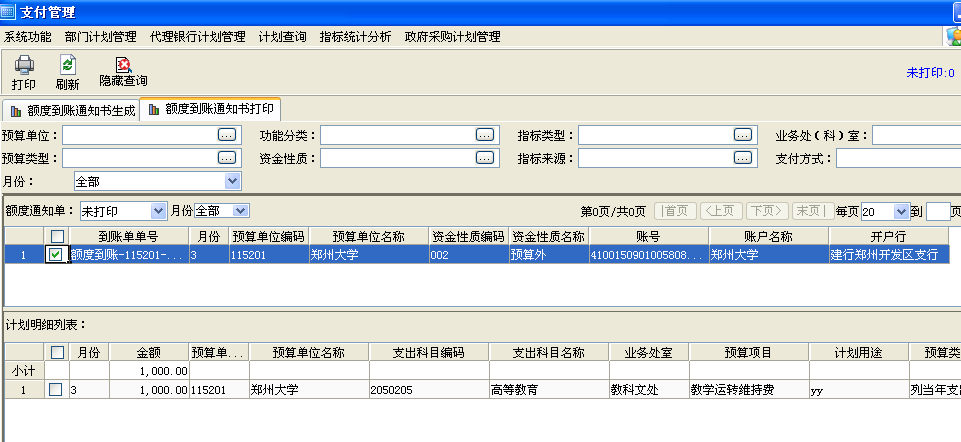 支付管理
系统功能 部门计划管理 代理银行计划管理 计划查询 指标统计分析 政府采购计划管理
打印 刷新 隐藏查询 未打印:0
额度到账通知书生成 额度到账通知书打印
预算单位： ... 功能分类： ... 指标类型： ... 业务处（科）室：
预算类型： ... 资金性质： ... 指标来源： ... 支付方式：
月份： 全部
额度通知单： 未打印 月份 全部 第0页/共0页 |首页 <上页 下页> 末页| 每页 20 到 页
到账单单号 月份 预算单位编码 预算单位名称 资金性质编码 资金性质名称 账号 账户名称 开户行
1 额度到账-115201-... 3 115201 郑州大学 002 预算外 4100150901005808... 郑州大学 建行郑州开发区支行
计划明细列表：
月份 金额 预算单... 预算单位名称 支出科目编码 支出科目名称 业务处室 预算项目 计划用途 预算类
小计 1,000.00
1 3 1,000.00 115201 郑州大学 2050205 高等教育 教科文处 教学运转维持费 yy 列当年支